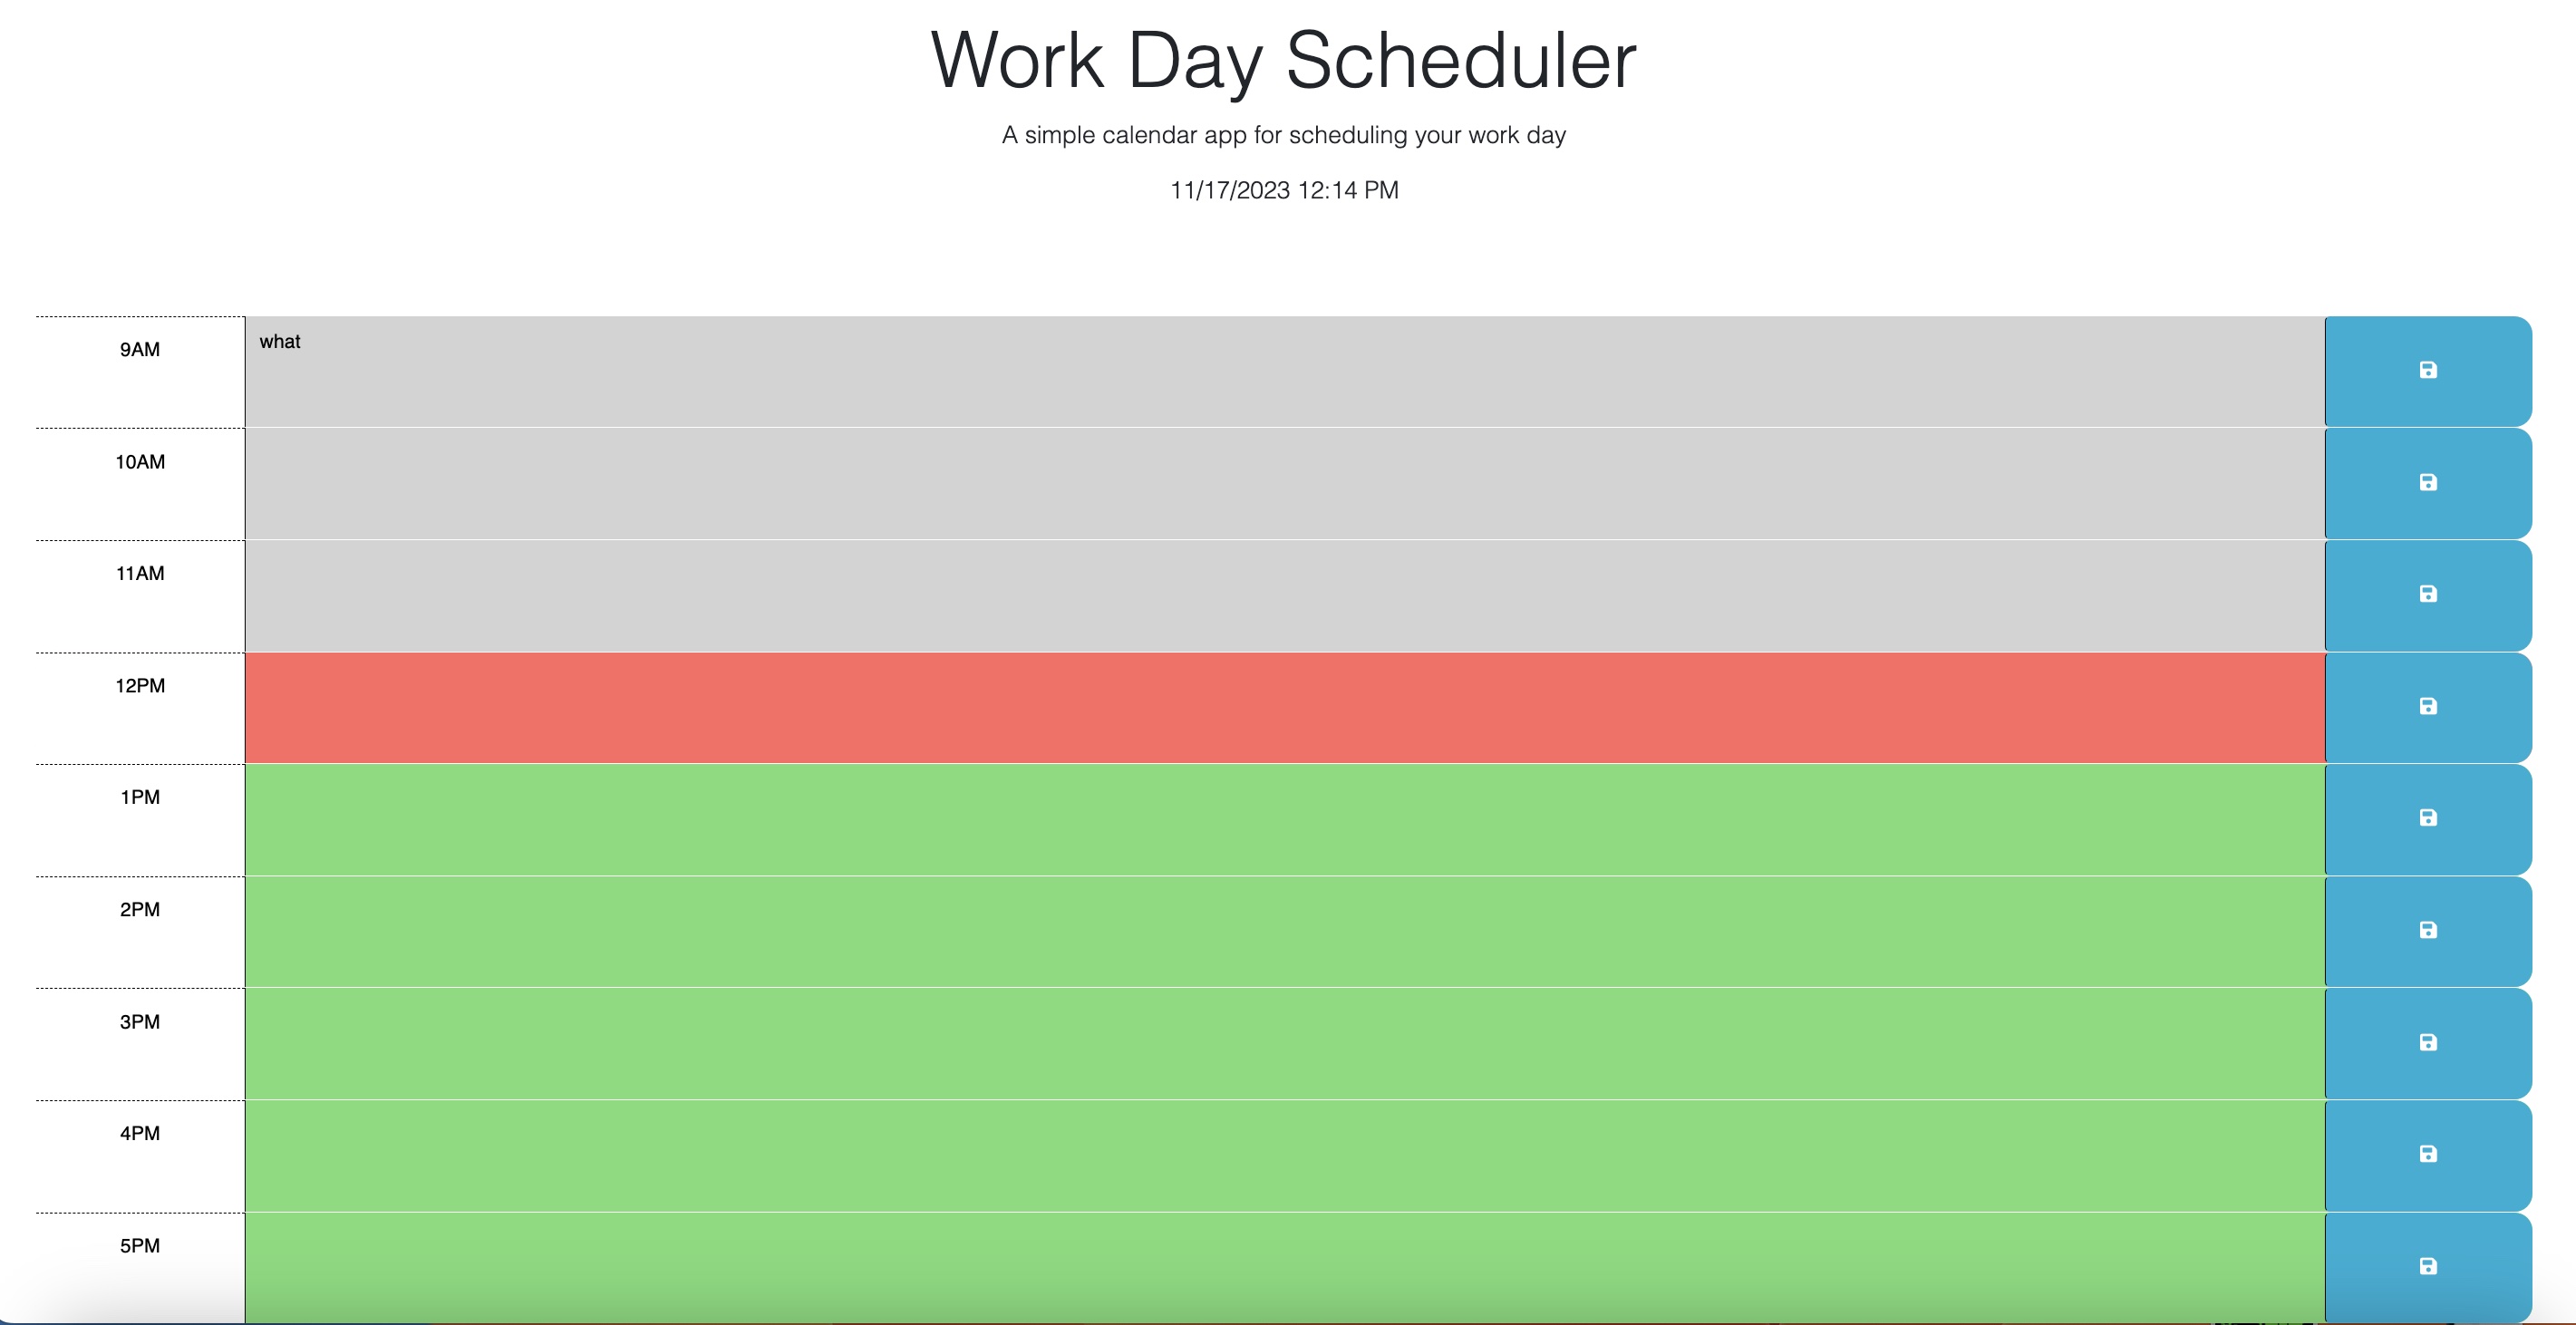 Work Day Scheduler
A simple calendar app for scheduling your work day
11/17/2023 12:14 PM
9AM
what
10AM
11AM
12PM
1PM
2PM
3PM
4PM
5PM